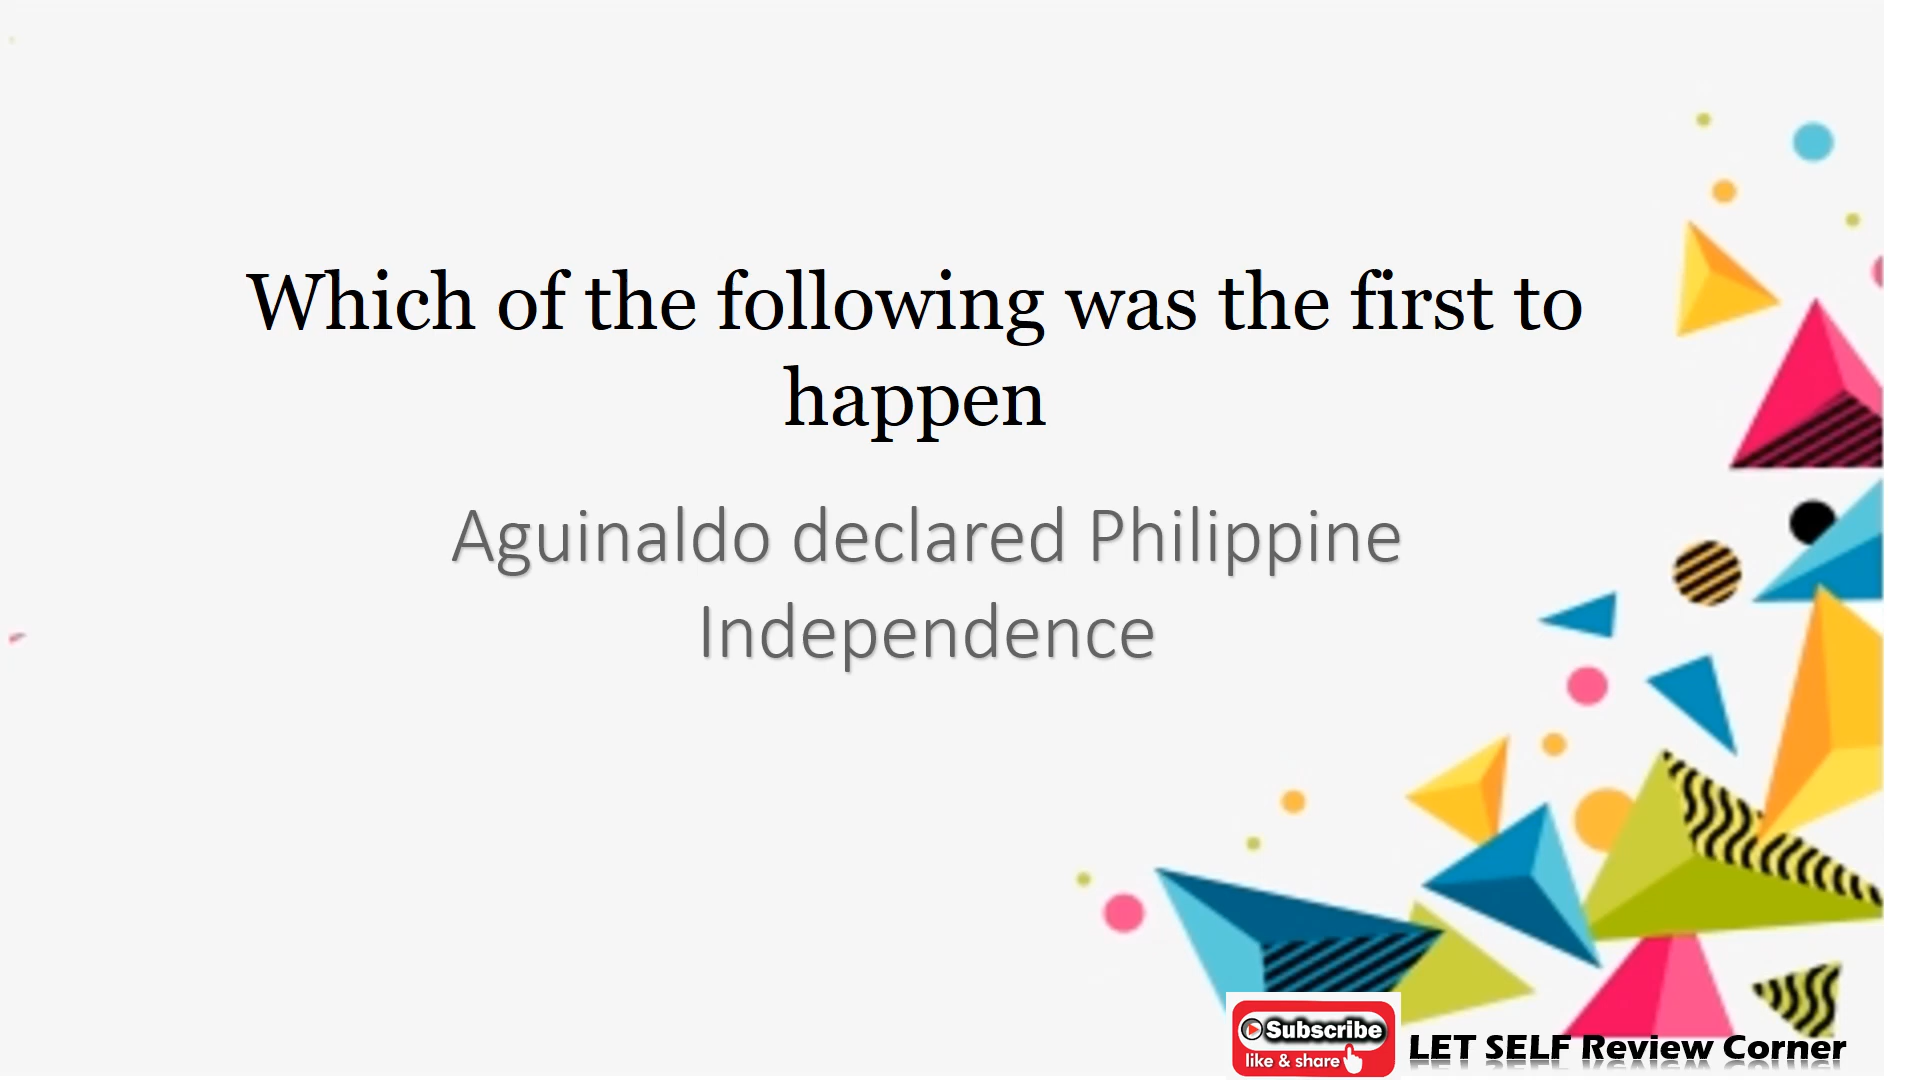 Which of the following was the first to
happen
Aguinaldo declared Philippine
Independence
Subscribe
like & share
LET SELF Review Corner